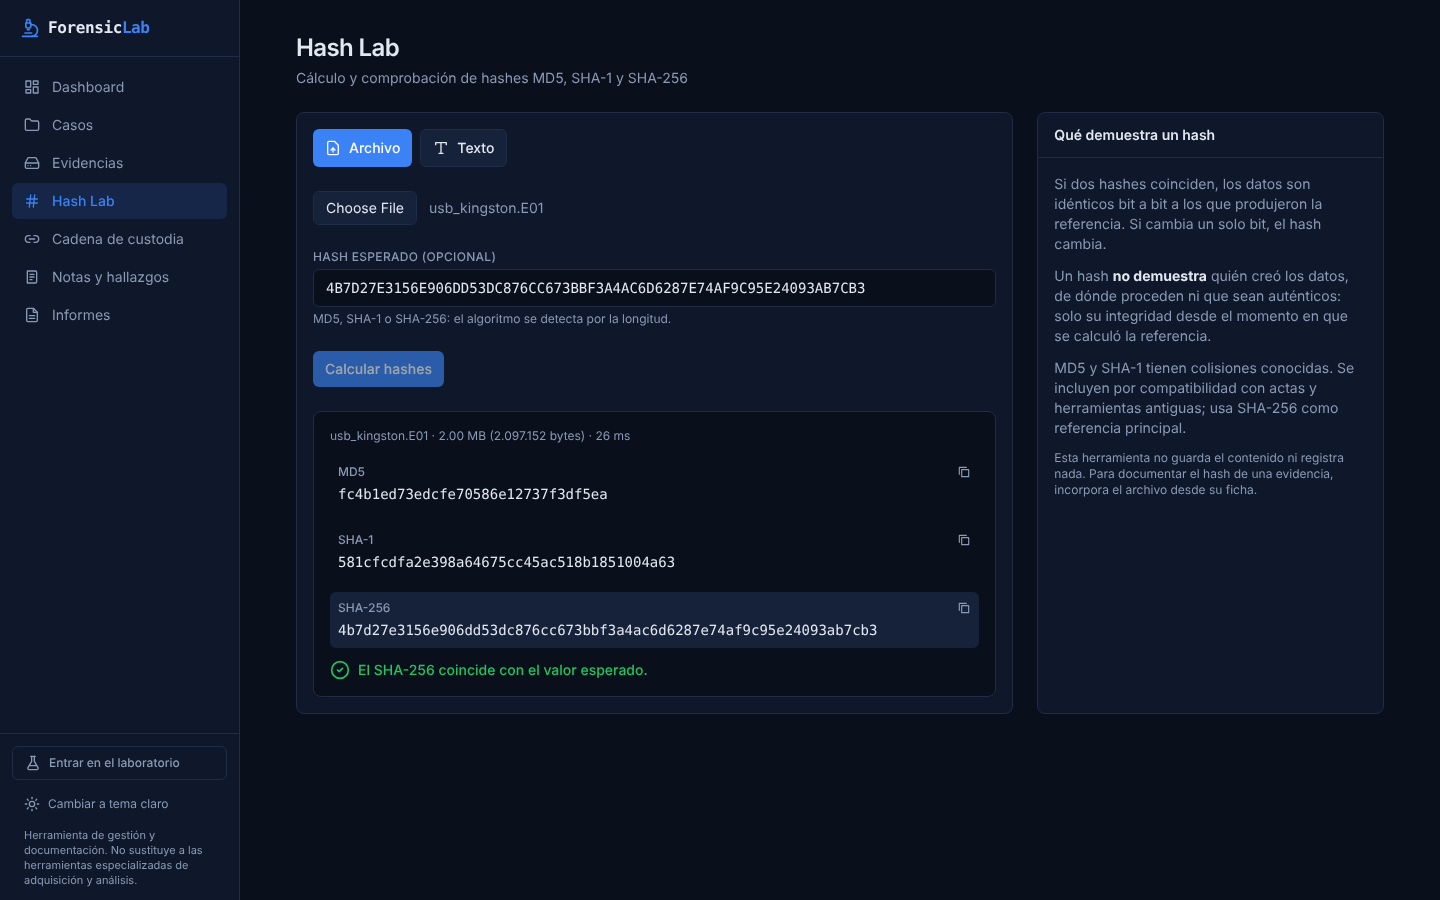 ForensicLab
Dashboard
Casos
Evidencias
Hash Lab
Cadena de custodia
Notas y hallazgos
Informes
Entrar en el laboratorio
Cambiar a tema claro
Herramienta de gestión y
documentación. No sustituye a las
herramientas especializadas de
adquisición y análisis.
Hash Lab
Cálculo y comprobación de hashes MD5, SHA-1 y SHA-256
Archivo
Texto
Choose File usb_kingston.E01
HASH ESPERADO (OPCIONAL)
4B7D27E3156E906DD53DC876CC673BBF3A4AC6D6287E74AF9C95E24093AB7CB3
MD5, SHA-1 o SHA-256: el algoritmo se detecta por la longitud.
Calcular hashes
usb_kingston.E01 · 2.00 MB (2.097.152 bytes) · 26 ms
MD5
fc4b1ed73edcfe70586e12737f3df5ea
SHA-1
581cfcdfa2e398a64675cc45ac518b1851004a63
SHA-256
4b7d27e3156e906dd53dc876cc673bbf3a4ac6d6287e74af9c95e24093ab7cb3
El SHA-256 coincide con el valor esperado.
Qué demuestra un hash
Si dos hashes coinciden, los datos son
idénticos bit a bit a los que produjeron la
referencia. Si cambia un solo bit, el hash
cambia.
Un hash no demuestra quién creó los datos,
de dónde proceden ni que sean auténticos:
solo su integridad desde el momento en que
se calculó la referencia.
MD5 y SHA-1 tienen colisiones conocidas. Se
incluyen por compatibilidad con actas y
herramientas antiguas; usa SHA-256 como
referencia principal.
Esta herramienta no guarda el contenido ni registra
nada. Para documentar el hash de una evidencia,
incorpora el archivo desde su ficha.